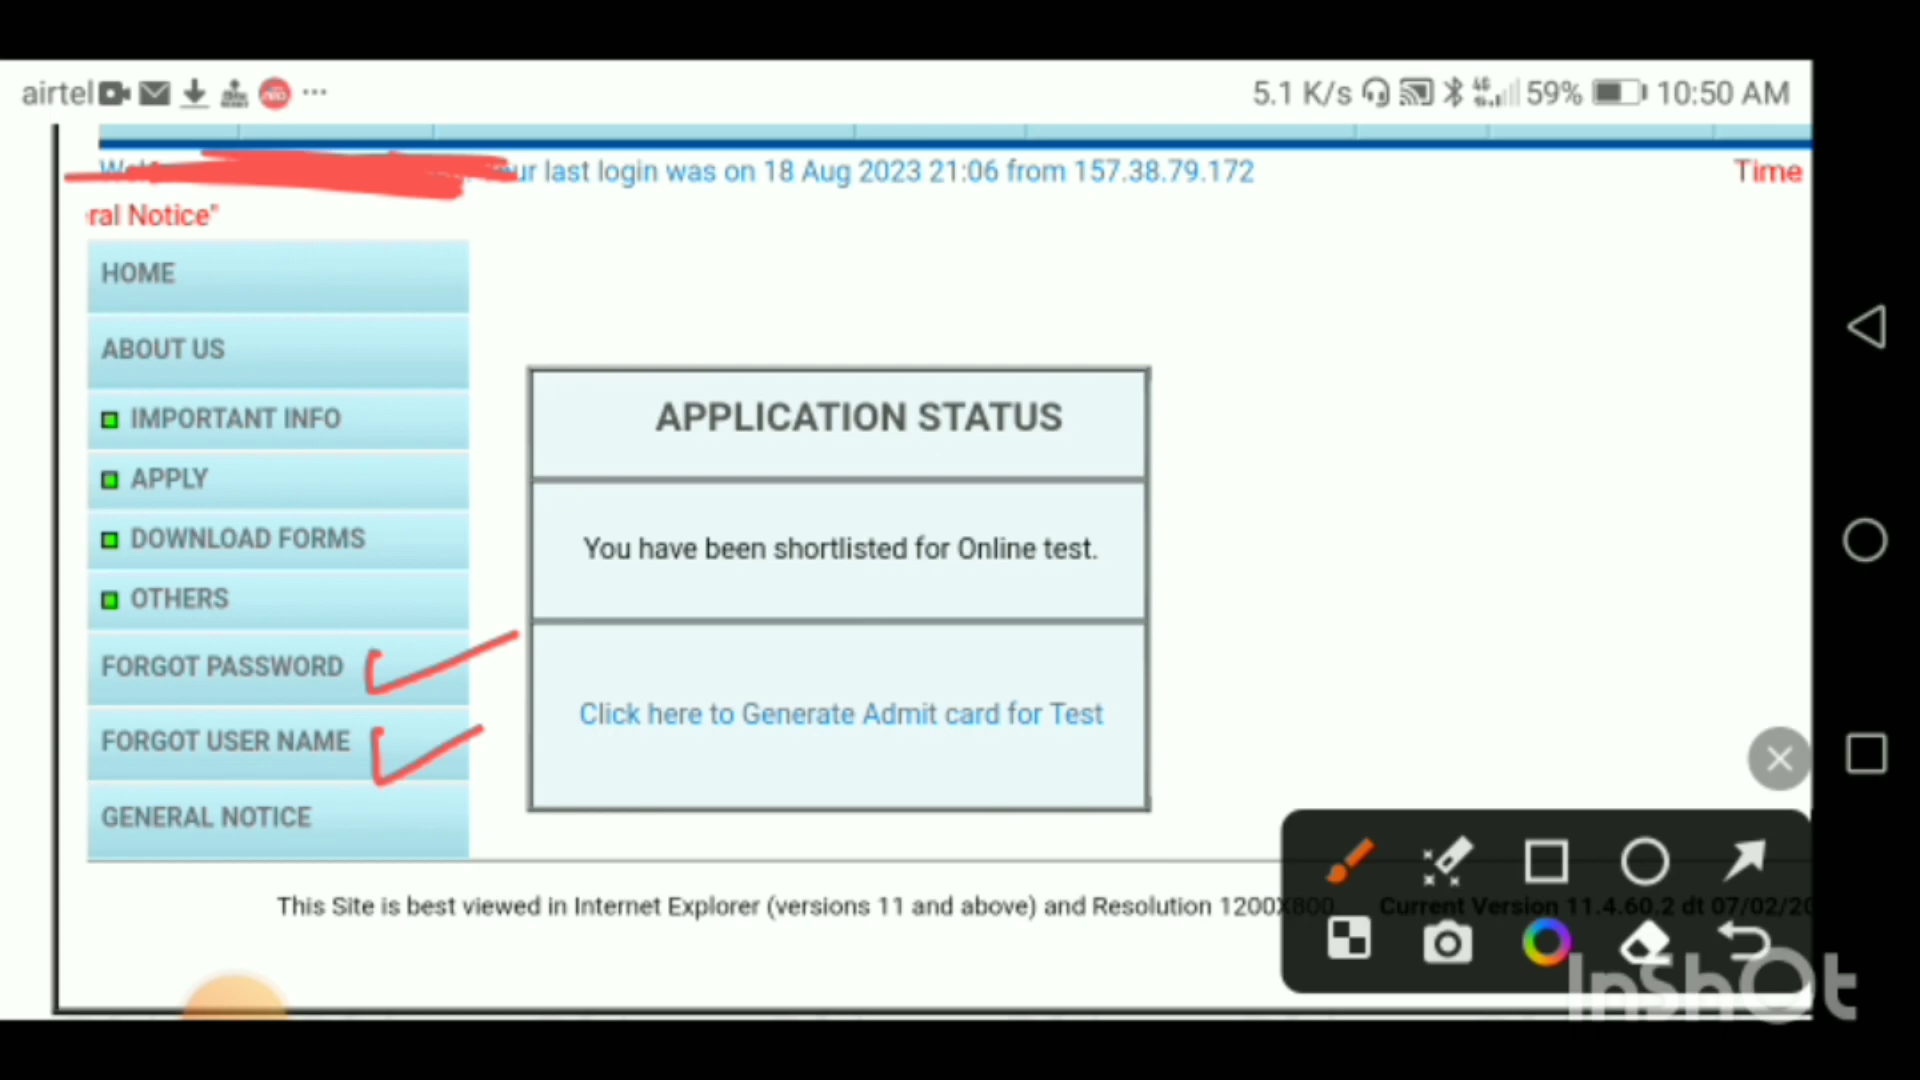 airtel
5.1 K/s 59% 10:50 AM
ur last login was on 18 Aug 2023 21:06 from 157.38.79.172
Time
ral Notice"
HOME
ABOUT US
IMPORTANT INFO
APPLY
DOWNLOAD FORMS
OTHERS
FORGOT PASSWORD
FORGOT USER NAME
GENERAL NOTICE
APPLICATION STATUS
You have been shortlisted for Online test.
Click here to Generate Admit card for Test
This Site is best viewed in Internet Explorer (versions 11 and above) and Resolution 1200X800
Current Version 11.4.60.2 dt 07/02/20
InShOt